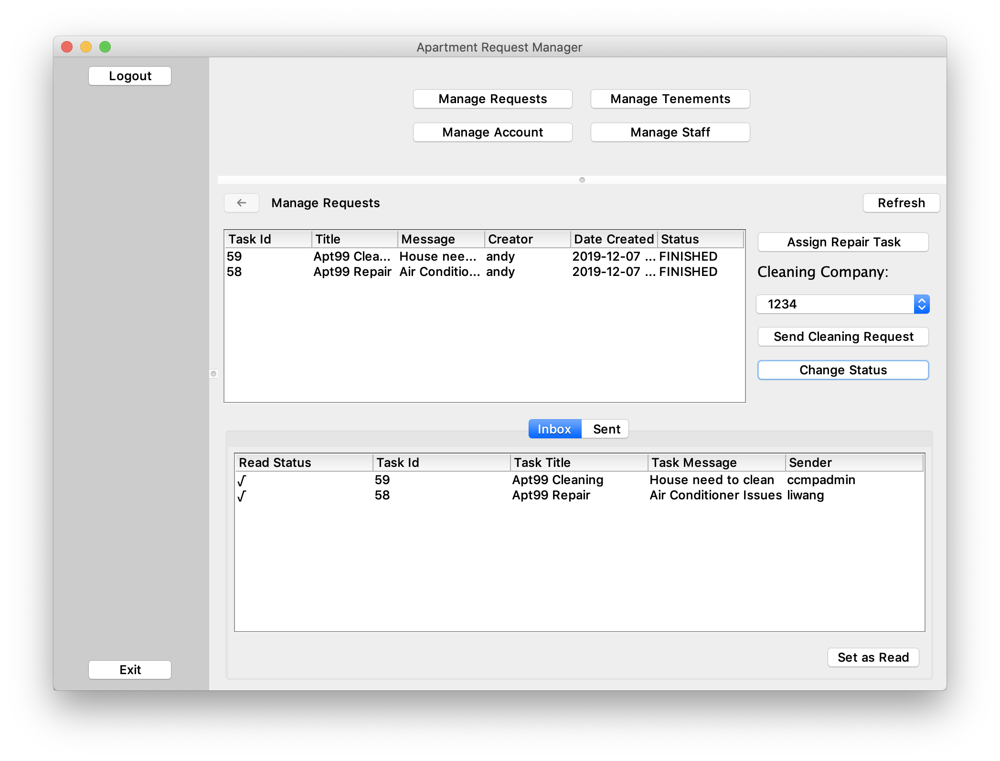 Apartment Request Manager
Logout
Manage Requests Manage Tenements
Manage Account Manage Staff
← Manage Requests Refresh
Task Id Title Message Creator Date Created Status
59 Apt99 Clea... House nee... andy 2019-12-07 ... FINISHED
58 Apt99 Repair Air Conditio... andy 2019-12-07 ... FINISHED
Assign Repair Task
Cleaning Company:
1234
Send Cleaning Request
Change Status
Inbox Sent
Read Status Task Id Task Title Task Message Sender
√ 59 Apt99 Cleaning House need to clean ccmpadmin
√ 58 Apt99 Repair Air Conditioner Issues liwang
Set as Read
Exit